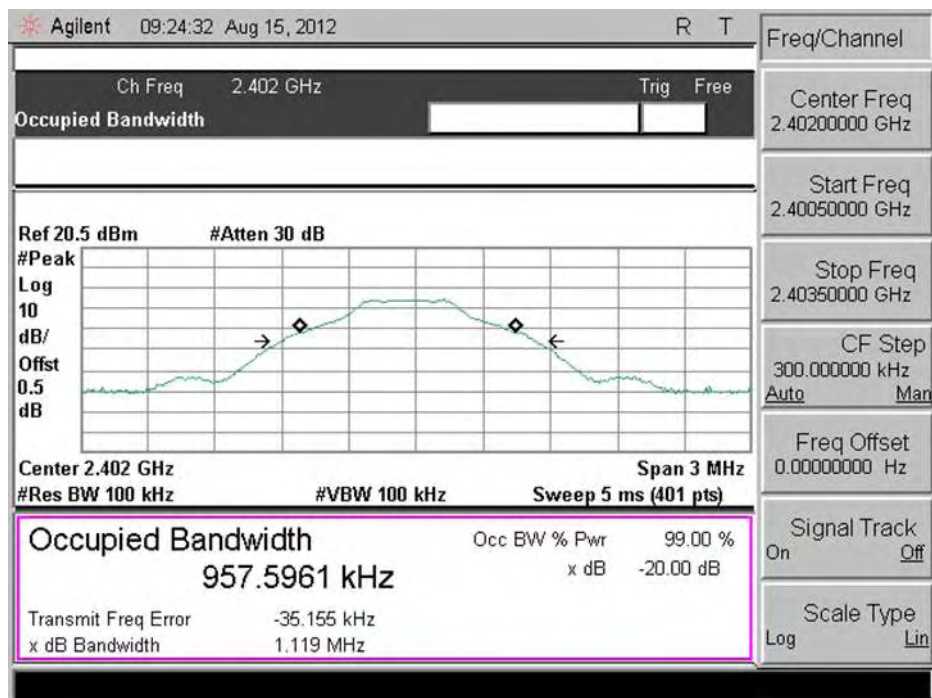 Agilent 09:24:32 Aug 15, 2012 R T
Ch Freq 2.402 GHz Trig Free
Occupied Bandwidth
Ref 20.5 dBm #Atten 30 dB
#Peak
Log
10
dB/
Offst
0.5
dB
Center 2.402 GHz Span 3 MHz
#Res BW 100 kHz #VBW 100 kHz Sweep 5 ms (401 pts)
Occupied Bandwidth Occ BW % Pwr 99.00 %
957.5961 kHz x dB -20.00 dB
Transmit Freq Error -35.155 kHz
x dB Bandwidth 1.119 MHz
Freq/Channel
Center Freq
2.40200000 GHz
Start Freq
2.40050000 GHz
Stop Freq
2.40350000 GHz
CF Step
300.000000 kHz
Auto Man
Freq Offset
0.00000000 Hz
Signal Track
On Off
Scale Type
Log Lin